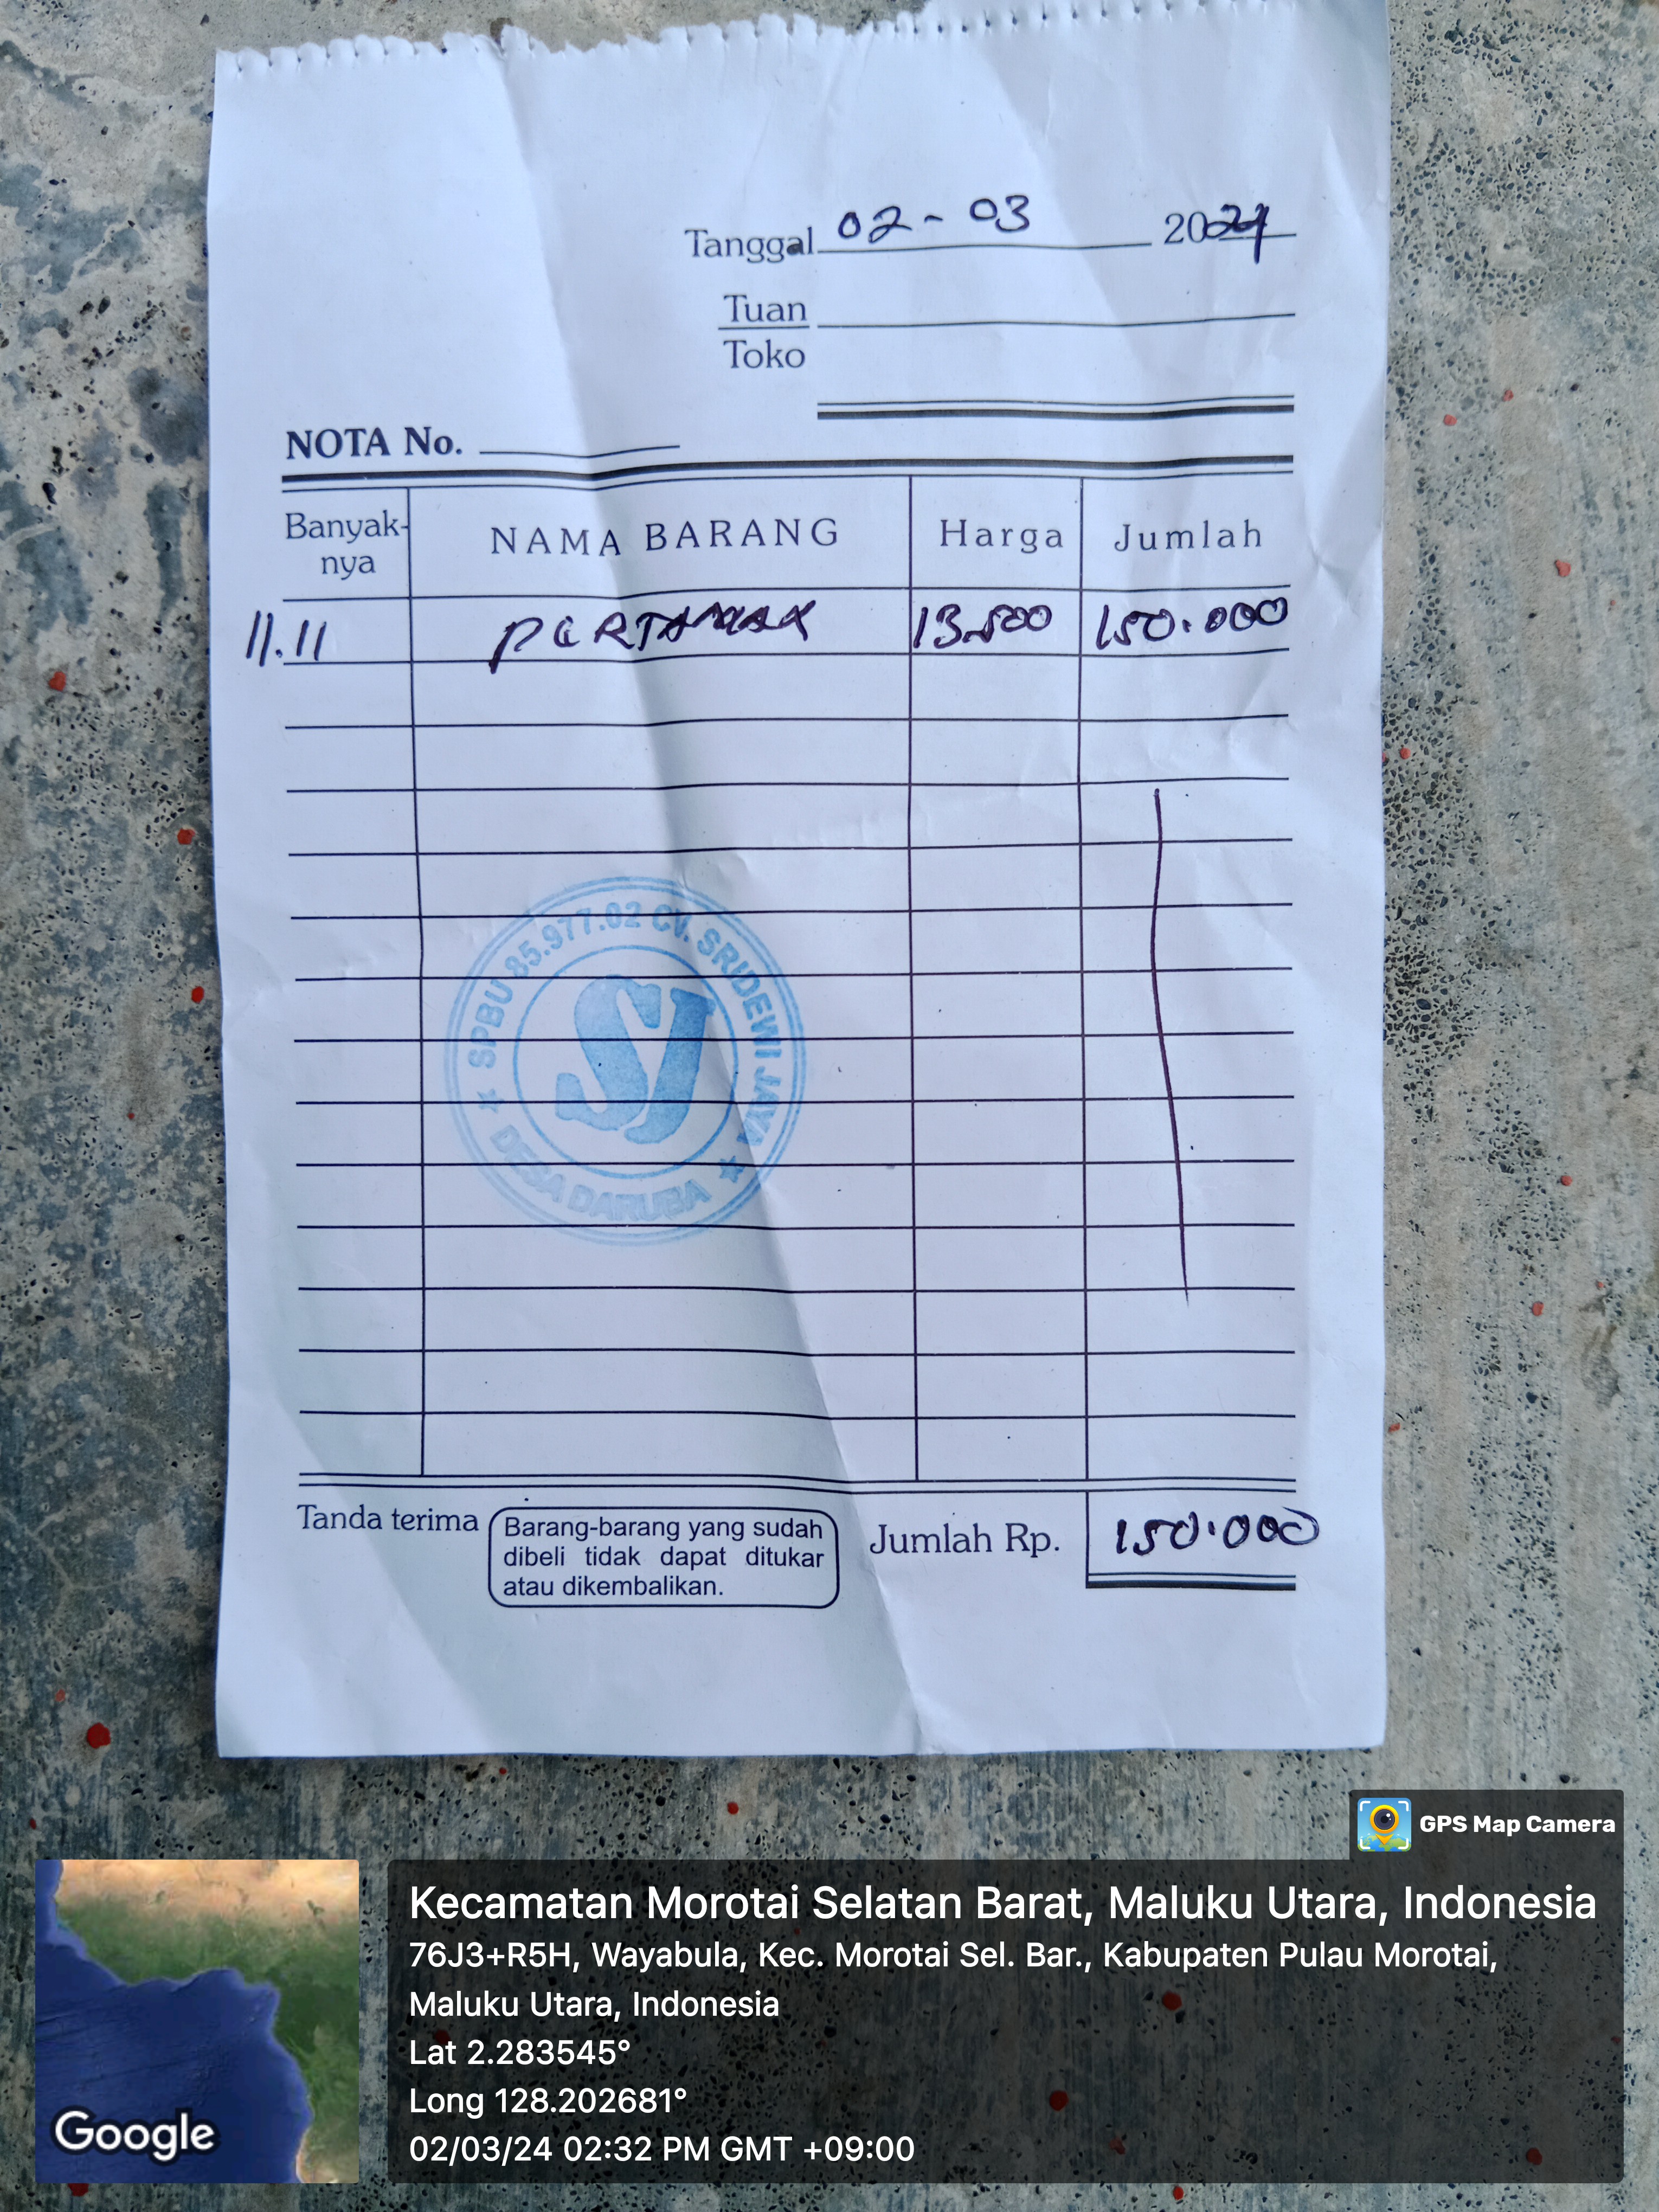 Tanggal 02 - 03 2024
Tuan
Toko
NOTA No.
Banyak- NAMA BARANG Harga Jumlah
nya
11.11 PERTAMAX 13.500 150.000
SPBU 85.977.02 CV. SRIDEWI JAYA
SJ
DESA DARUBA
Tanda terima
Barang-barang yang sudah
dibeli tidak dapat ditukar
atau dikembalikan.
Jumlah Rp. 150.000
GPS Map Camera
Kecamatan Morotai Selatan Barat, Maluku Utara, Indonesia
76J3+R5H, Wayabula, Kec. Morotai Sel. Bar., Kabupaten Pulau Morotai,
Maluku Utara, Indonesia
Lat 2.283545°
Long 128.202681°
02/03/24 02:32 PM GMT +09:00
Google